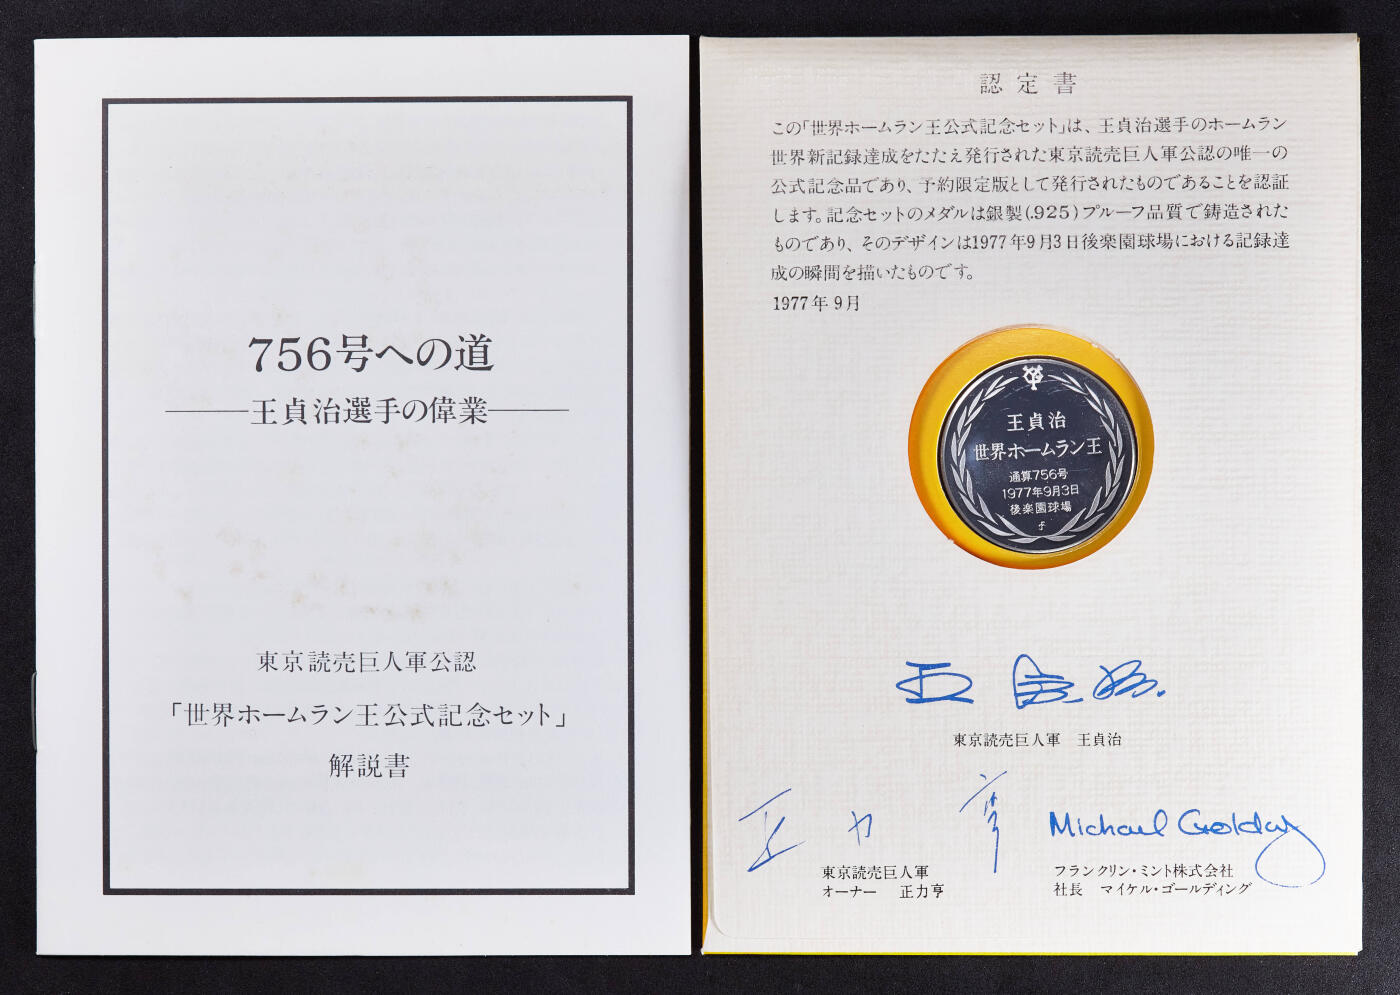 756号への道
王貞治選手の偉業
東京読売巨人軍公認
「世界ホームラン王公式記念セット」
解説書
認定書
この「世界ホームラン王公式記念セット」は、王貞治選手のホームラン
世界新記録達成をたたえ発行された東京読売巨人軍公認の唯一の
公式記念品であり、予約限定版として発行されたものであることを認証
します。記念セットのメダルは銀製(.925)プルーフ品質で鋳造された
ものであり、そのデザインは1977年9月3日後楽園球場における記録達
成の瞬間を描いたものです。
1977年9月
王貞治
世界ホームラン王
通算756号
1977年9月3日
後楽園球場
王貞治
東京読売巨人軍 王貞治
正力亨
東京読売巨人軍
オーナー 正力亨
Michael Golding
フランクリン・ミント株式会社
社長 マイケル・ゴールディング